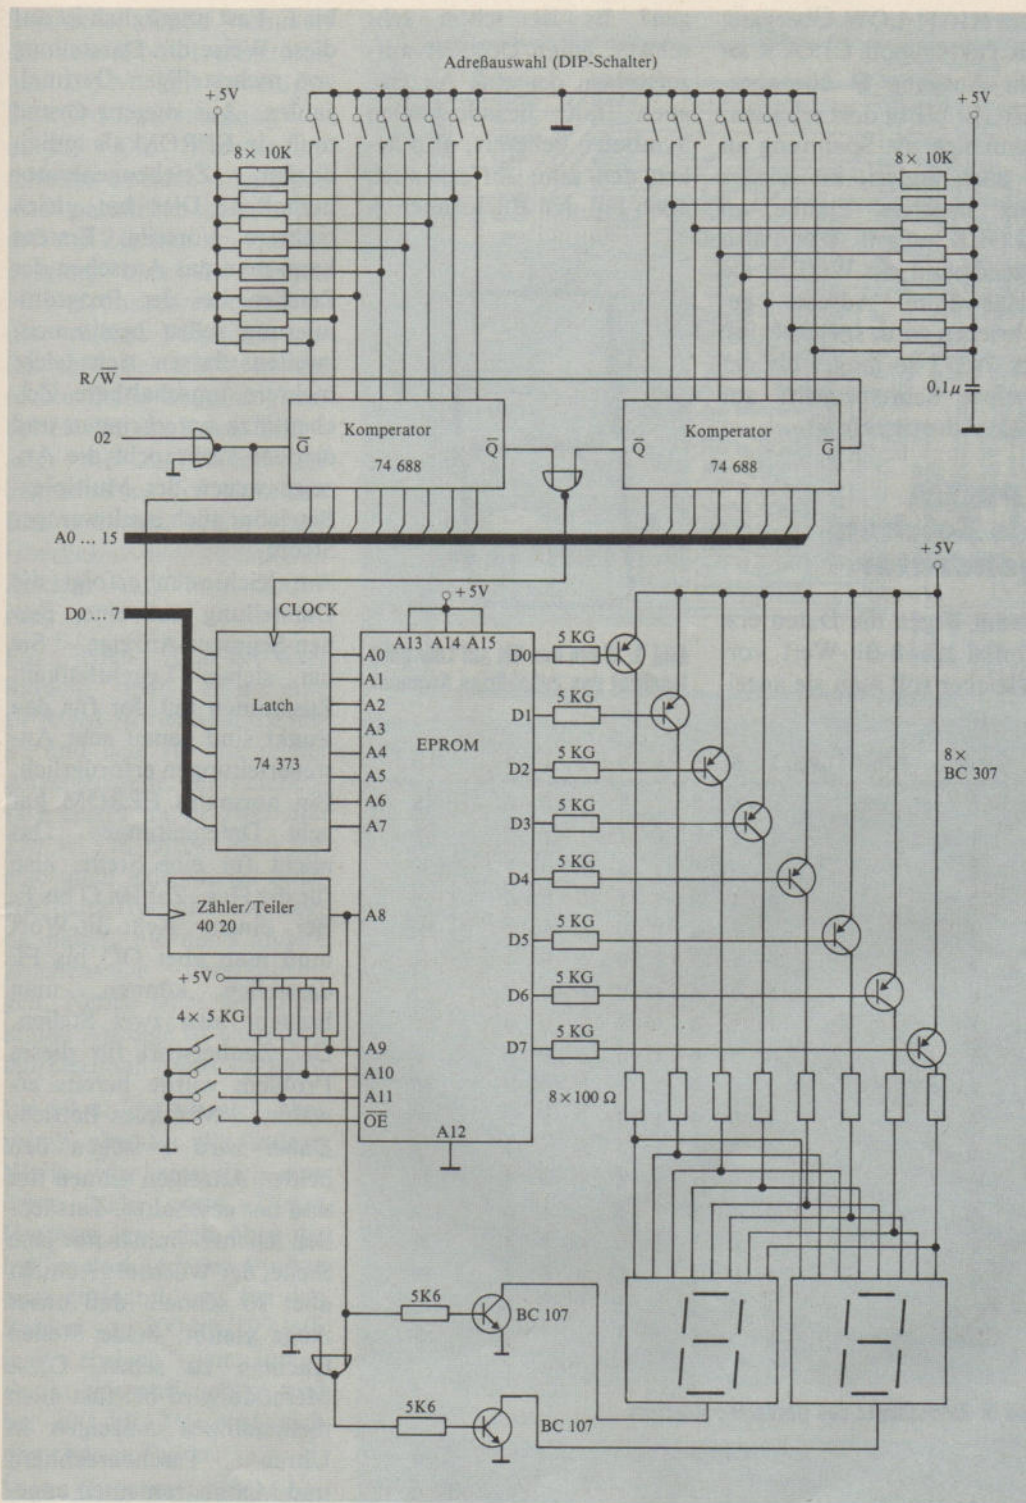 Adreßauswahl (DIP-Schalter)
+5V
+5V
8× 10K
8× 10K
R/W̅
0,1µ
02
G̅
Komperator
74 688
Q̅
Q̅
Komperator
74 688
G̅
A0 ... 15
+5V
+5V
D0 ... 7
CLOCK
A13 A14 A15
A0
A1
A2
A3
A4
A5
A6
A7
Latch
74 373
EPROM
D0
5 KG
D1
5 KG
D2
5 KG
D3
5 KG
D4
5 KG
D5
5 KG
D6
5 KG
D7
5 KG
8×
BC 307
Zähler/Teiler
40 20
A8
+5V
4× 5 KG
A9
A10
A11
O̅E̅
A12
8×100 Ω
5K6
BC 107
5K6
BC 107